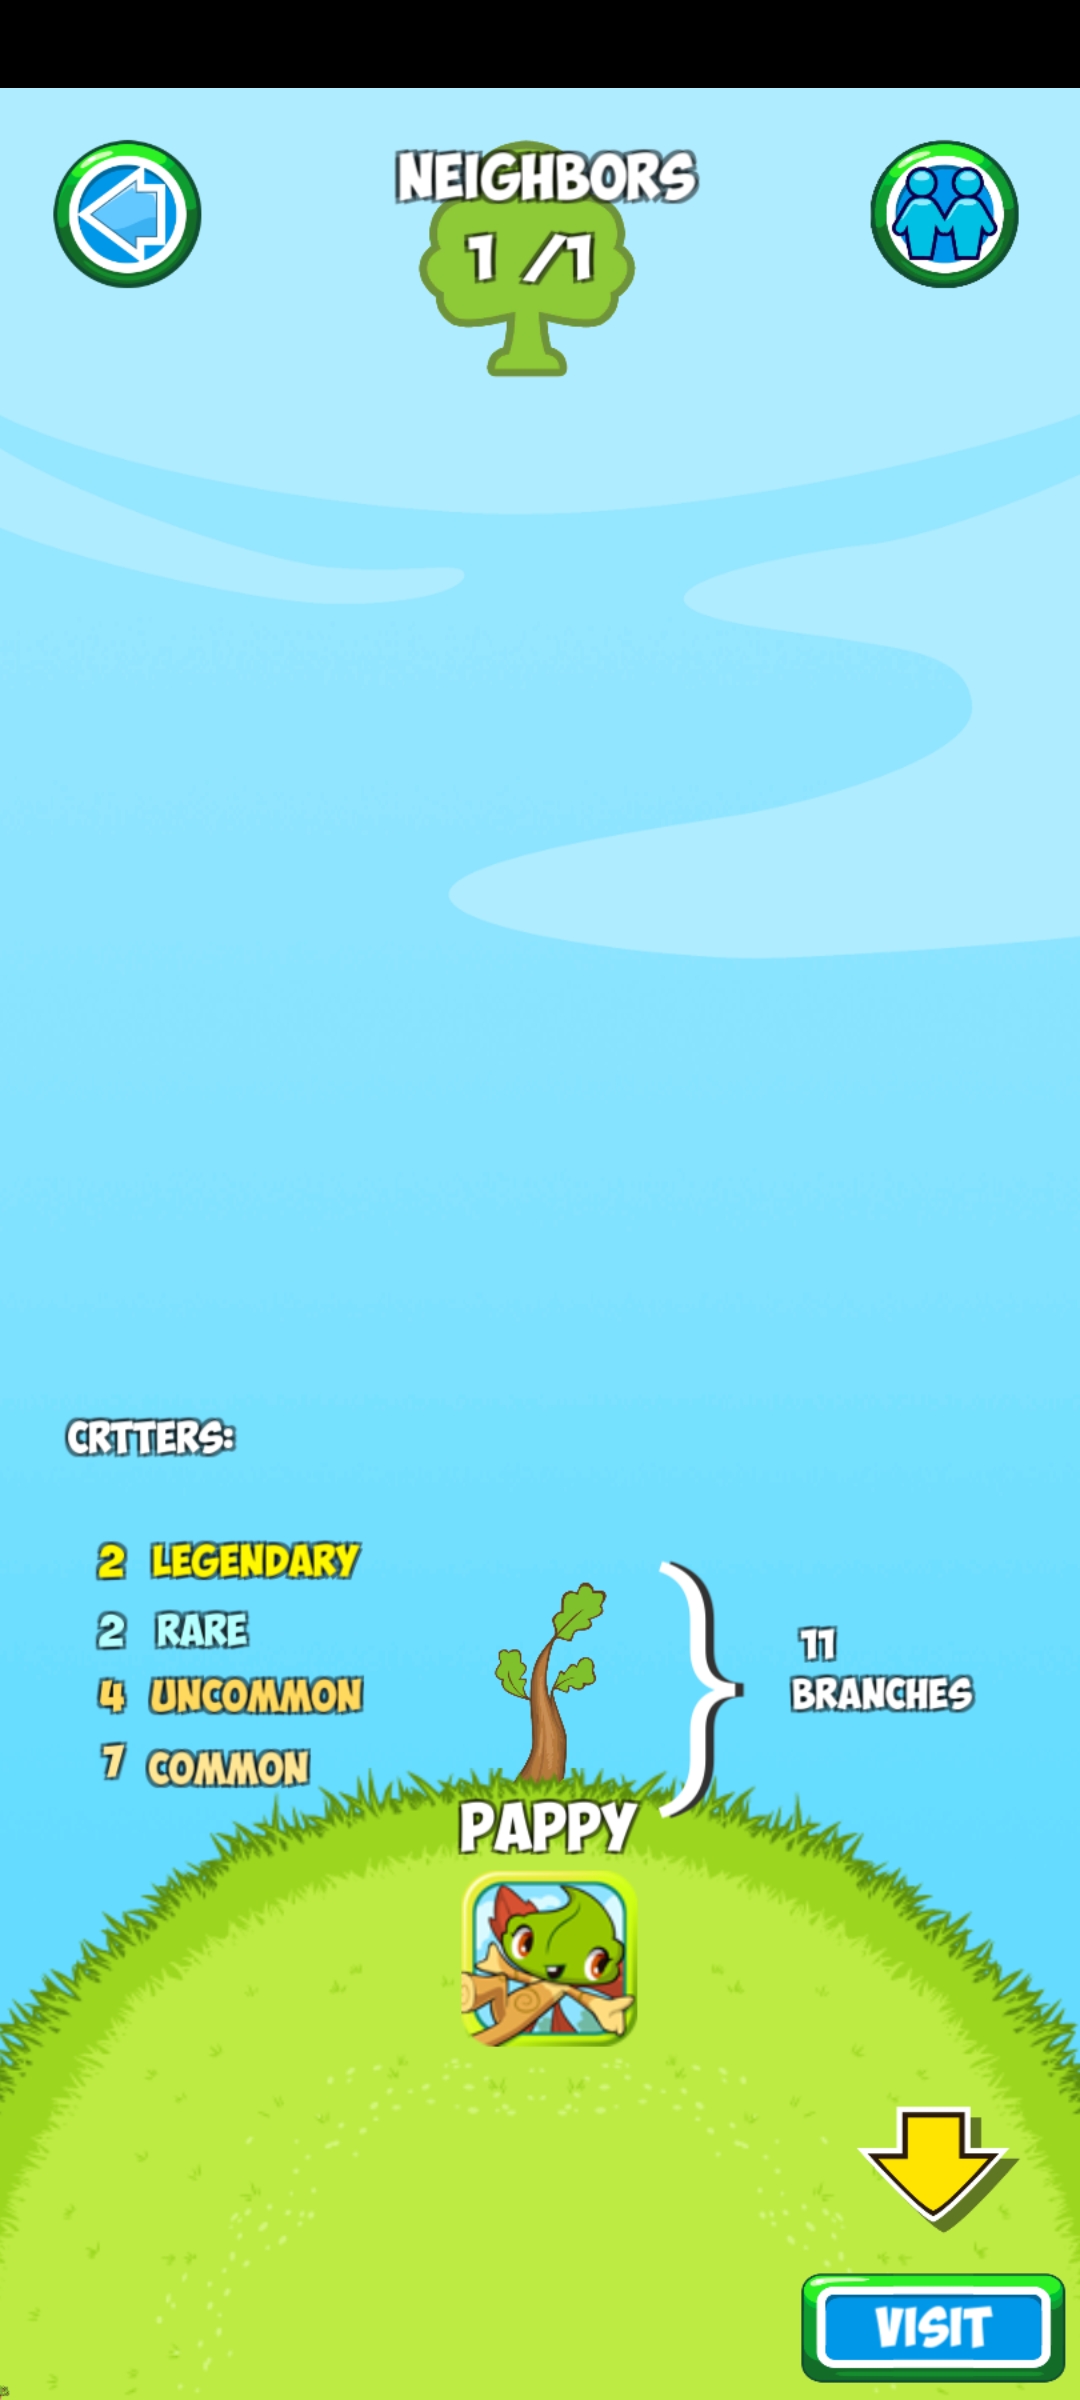 NEIGHBORS
1/1
CRTTERS:
2 LEGENDARY
2 RARE
4 UNCOMMON
7 COMMON
11
BRANCHES
PAPPY
VISIT